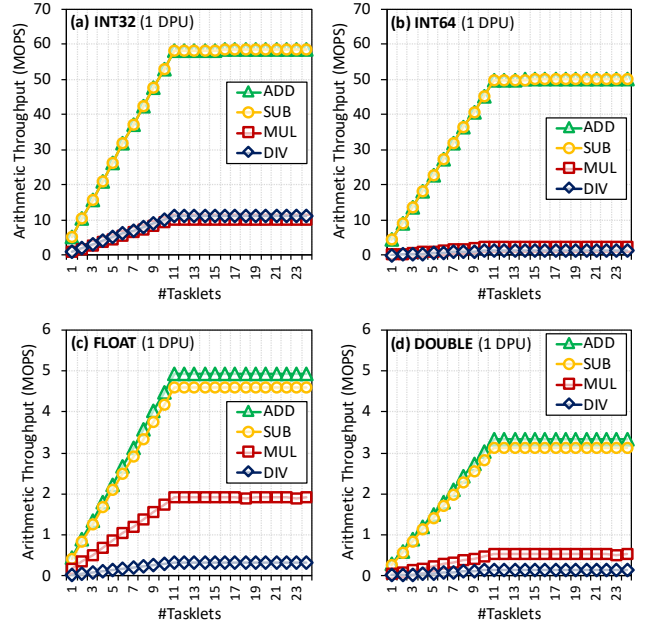 (a) INT32 (1 DPU)
Arithmetic Throughput (MOPS)
70
60
50
40
30
20
10
0
ADD
SUB
MUL
DIV
1 3 5 7 9 11 13 15 17 19 21 23
#Tasklets
(b) INT64 (1 DPU)
Arithmetic Throughput (MOPS)
70
60
50
40
30
20
10
0
ADD
SUB
MUL
DIV
1 3 5 7 9 11 13 15 17 19 21 23
#Tasklets
(c) FLOAT (1 DPU)
Arithmetic Throughput (MOPS)
6
5
4
3
2
1
0
ADD
SUB
MUL
DIV
1 3 5 7 9 11 13 15 17 19 21 23
#Tasklets
(d) DOUBLE (1 DPU)
Arithmetic Throughput (MOPS)
6
5
4
3
2
1
0
ADD
SUB
MUL
DIV
1 3 5 7 9 11 13 15 17 19 21 23
#Tasklets